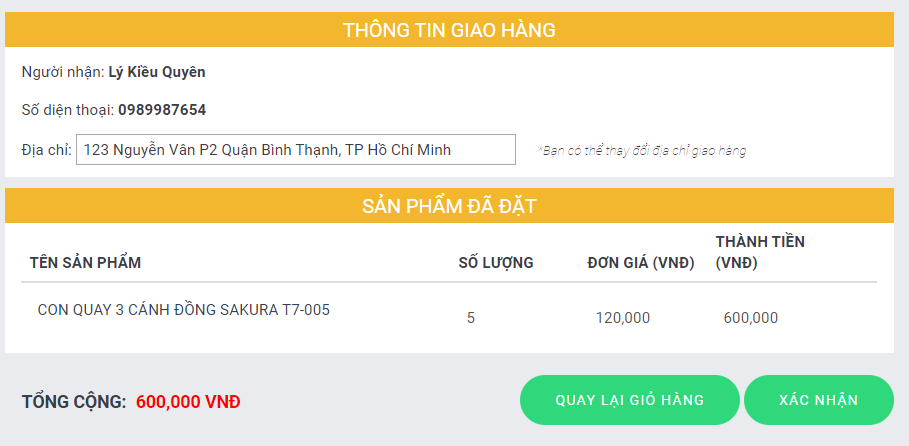 THÔNG TIN GIAO HÀNG
Người nhận: Lý Kiều Quyên
Số diện thoại: 0989987654
Địa chỉ: 123 Nguyễn Vân P2 Quận Bình Thạnh, TP Hồ Chí Minh *Bạn có thể thay đổi địa chỉ giao hàng
SẢN PHẨM ĐÃ ĐẶT
TÊN SẢN PHẨM SỐ LƯỢNG ĐƠN GIÁ (VNĐ) THÀNH TIỀN (VNĐ)
CON QUAY 3 CÁNH ĐỒNG SAKURA T7-005 5 120,000 600,000
TỔNG CỘNG: 600,000 VNĐ QUAY LẠI GIỎ HÀNG XÁC NHẬN